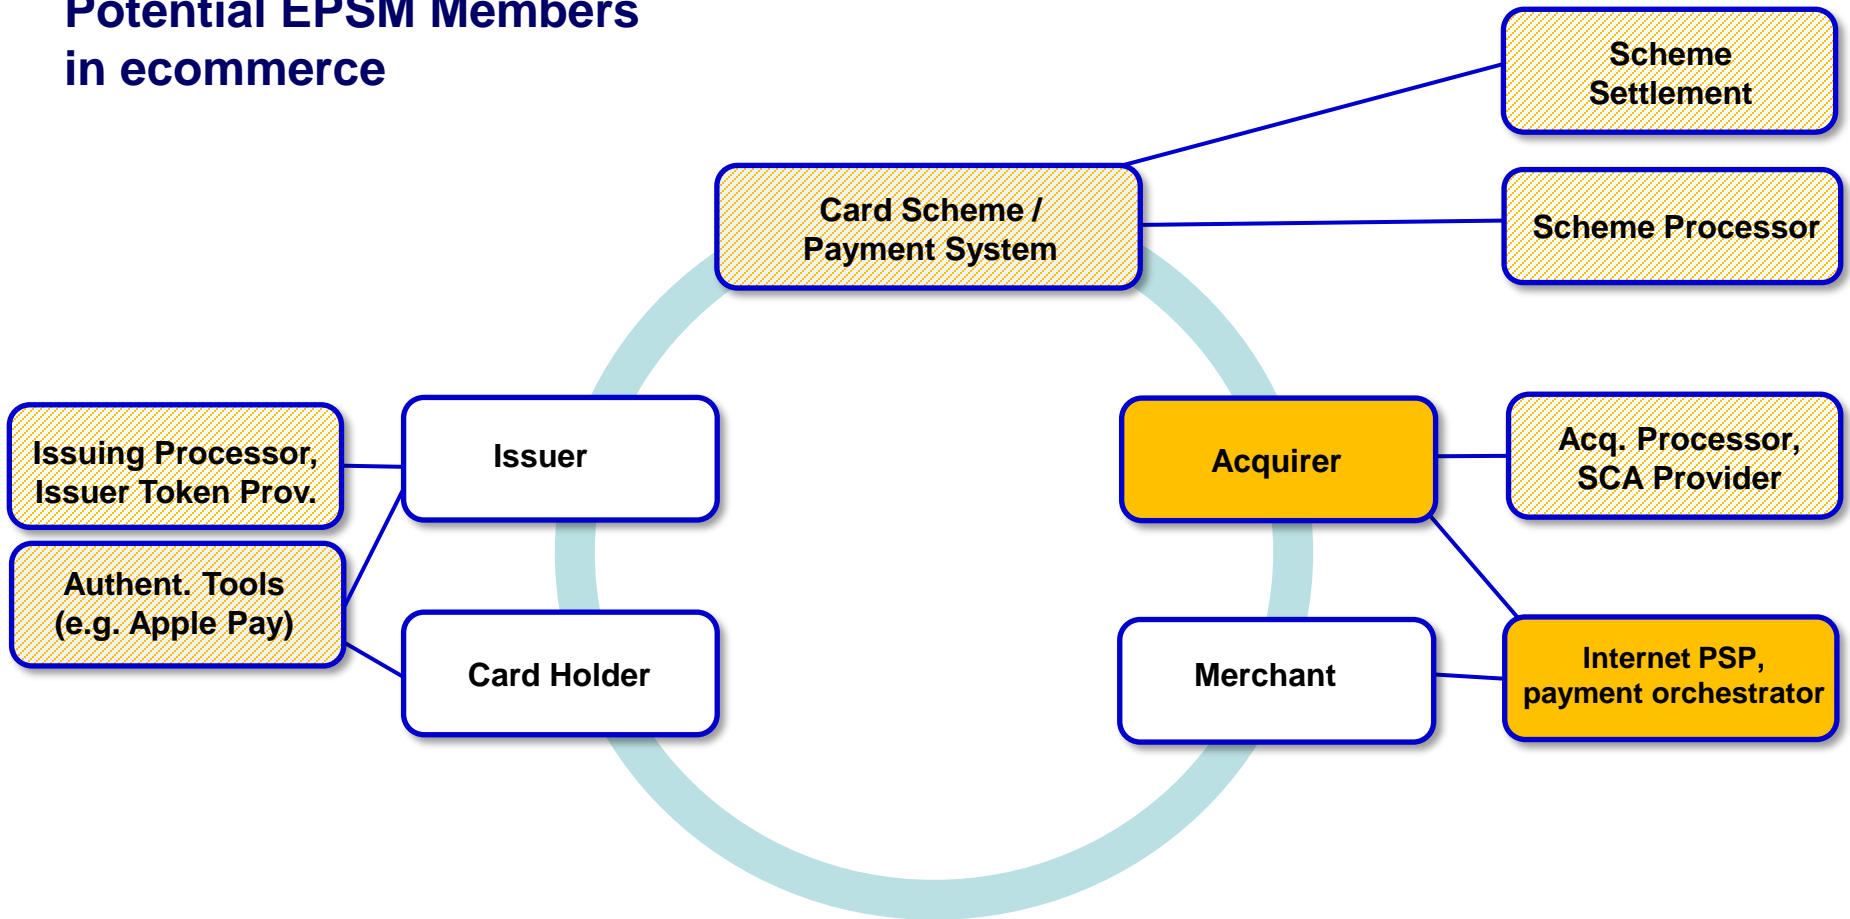 Potential EPSM Members
in ecommerce
Scheme
Settlement
Card Scheme /
Payment System
Scheme Processor
Issuing Processor,
Issuer Token Prov.
Issuer
Acquirer
Acq. Processor,
SCA Provider
Authent. Tools
(e.g. Apple Pay)
Card Holder
Merchant
Internet PSP,
payment orchestrator